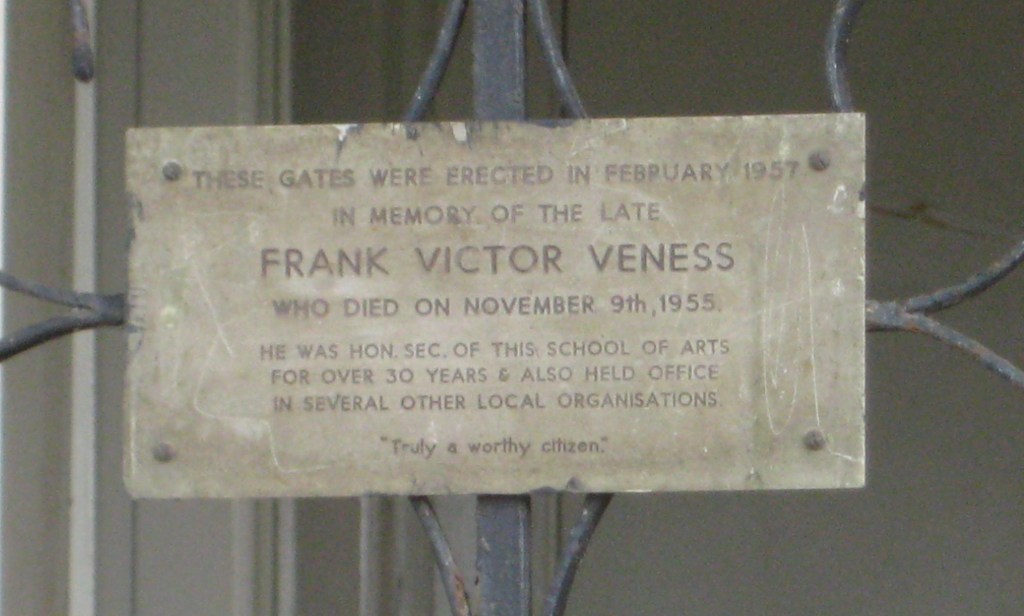 THESE GATES WERE ERECTED IN FEBRUARY 1957
IN MEMORY OF THE LATE
FRANK VICTOR VENESS
WHO DIED ON NOVEMBER 9th, 1955.
HE WAS HON. SEC. OF THIS SCHOOL OF ARTS
FOR OVER 30 YEARS & ALSO HELD OFFICE
IN SEVERAL OTHER LOCAL ORGANISATIONS.
"Truly a worthy citizen."